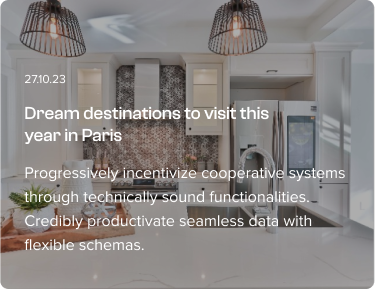 27.10.23
Dream destinations to visit this
year in Paris
Progressively incentivize cooperative systems
through technically sound functionalities.
Credibly productivate seamless data with
flexible schemas.